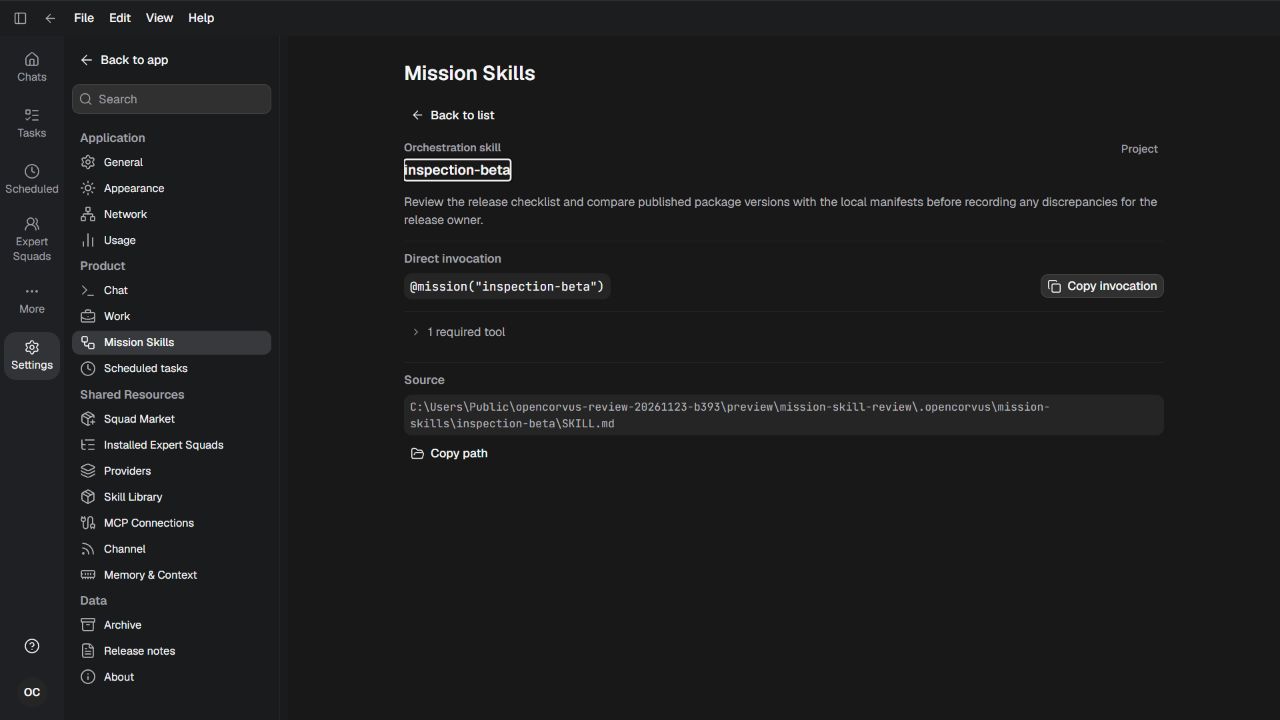 File Edit View Help
Chats
Tasks
Scheduled
Expert
Squads
More
Settings
OC
Back to app
Search
Application
General
Appearance
Network
Usage
Product
Chat
Work
Mission Skills
Scheduled tasks
Shared Resources
Squad Market
Installed Expert Squads
Providers
Skill Library
MCP Connections
Channel
Memory & Context
Data
Archive
Release notes
About
Mission Skills
Back to list
Orchestration skill
Project
inspection-beta
Review the release checklist and compare published package versions with the local manifests before recording any discrepancies for the
release owner.
Direct invocation
@mission("inspection-beta")
Copy invocation
1 required tool
Source
C:\Users\Public\opencorvus-review-20261123-b393\preview\mission-skill-review\.opencorvus\mission-
skills\inspection-beta\SKILL.md
Copy path